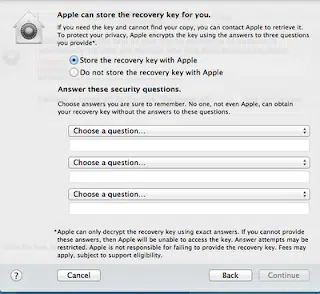 Apple can store the recovery key for you.
If you need the key and cannot find your copy, you can contact Apple to retrieve it.
To protect your privacy, Apple encrypts the key using the answers to three questions
you provide*.
Store the recovery key with Apple
Do not store the recovery key with Apple
Answer these security questions.
Choose answers you are sure to remember. No one, not even Apple, can obtain
your recovery key without the answers to these questions.
Choose a question...
Choose a question...
Choose a question...
*Apple can only decrypt the recovery key using exact answers. If you cannot provide
these answers, then Apple will be unable to access the key. Answer attempts may be
restricted. Apple is not responsible for failing to provide the recovery key. Fees may
apply, subject to support eligibility.
? Cancel Back Continue